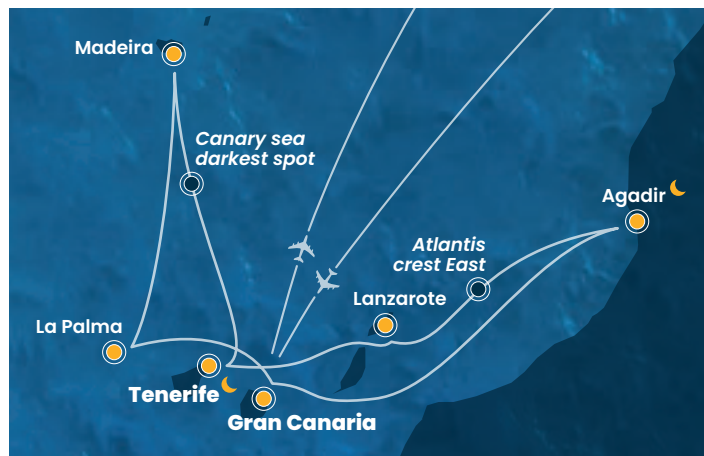 Madeira
Canary sea
darkest spot
Agadir
Atlantis
crest East
Lanzarote
La Palma
Tenerife
Gran Canaria